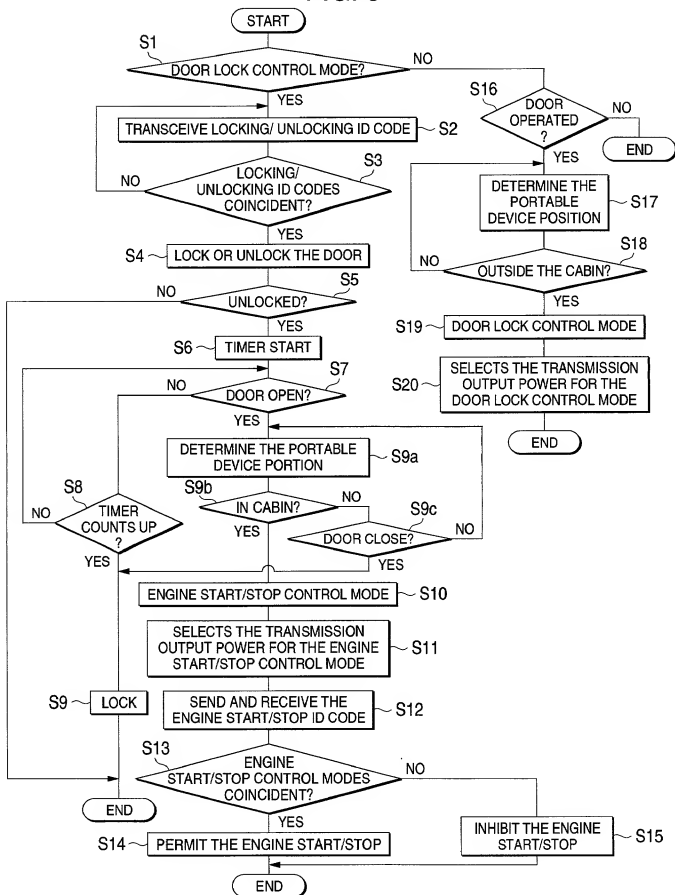 START
S1
DOOR LOCK CONTROL MODE?
NO
YES
TRANSCEIVE LOCKING/ UNLOCKING ID CODE
S2
LOCKING/
UNLOCKING ID CODES
COINCIDENT?
S3
NO
YES
S4
LOCK OR UNLOCK THE DOOR
NO
UNLOCKED?
S5
YES
S6
TIMER START
NO
DOOR OPEN?
S7
YES
DETERMINE THE PORTABLE
DEVICE PORTION
S9a
S8
TIMER
COUNTS UP
?
NO
YES
S9b
IN CABIN?
NO
YES
S9c
DOOR CLOSE?
NO
YES
ENGINE START/STOP CONTROL MODE
S10
SELECTS THE TRANSMISSION
OUTPUT POWER FOR THE ENGINE
START/STOP CONTROL MODE
S11
S9
LOCK
SEND AND RECEIVE THE
ENGINE START/STOP ID CODE
S12
S13
ENGINE
START/STOP CONTROL MODES
COINCIDENT?
NO
YES
END
S14
PERMIT THE ENGINE START/STOP
INHIBIT THE ENGINE
START/STOP
S15
END
S16
DOOR
OPERATED
?
NO
END
YES
DETERMINE THE
PORTABLE
DEVICE POSITION
S17
S18
NO
OUTSIDE THE CABIN?
YES
S19
DOOR LOCK CONTROL MODE
S20
SELECTS THE TRANSMISSION
OUTPUT POWER FOR THE
DOOR LOCK CONTROL MODE
END